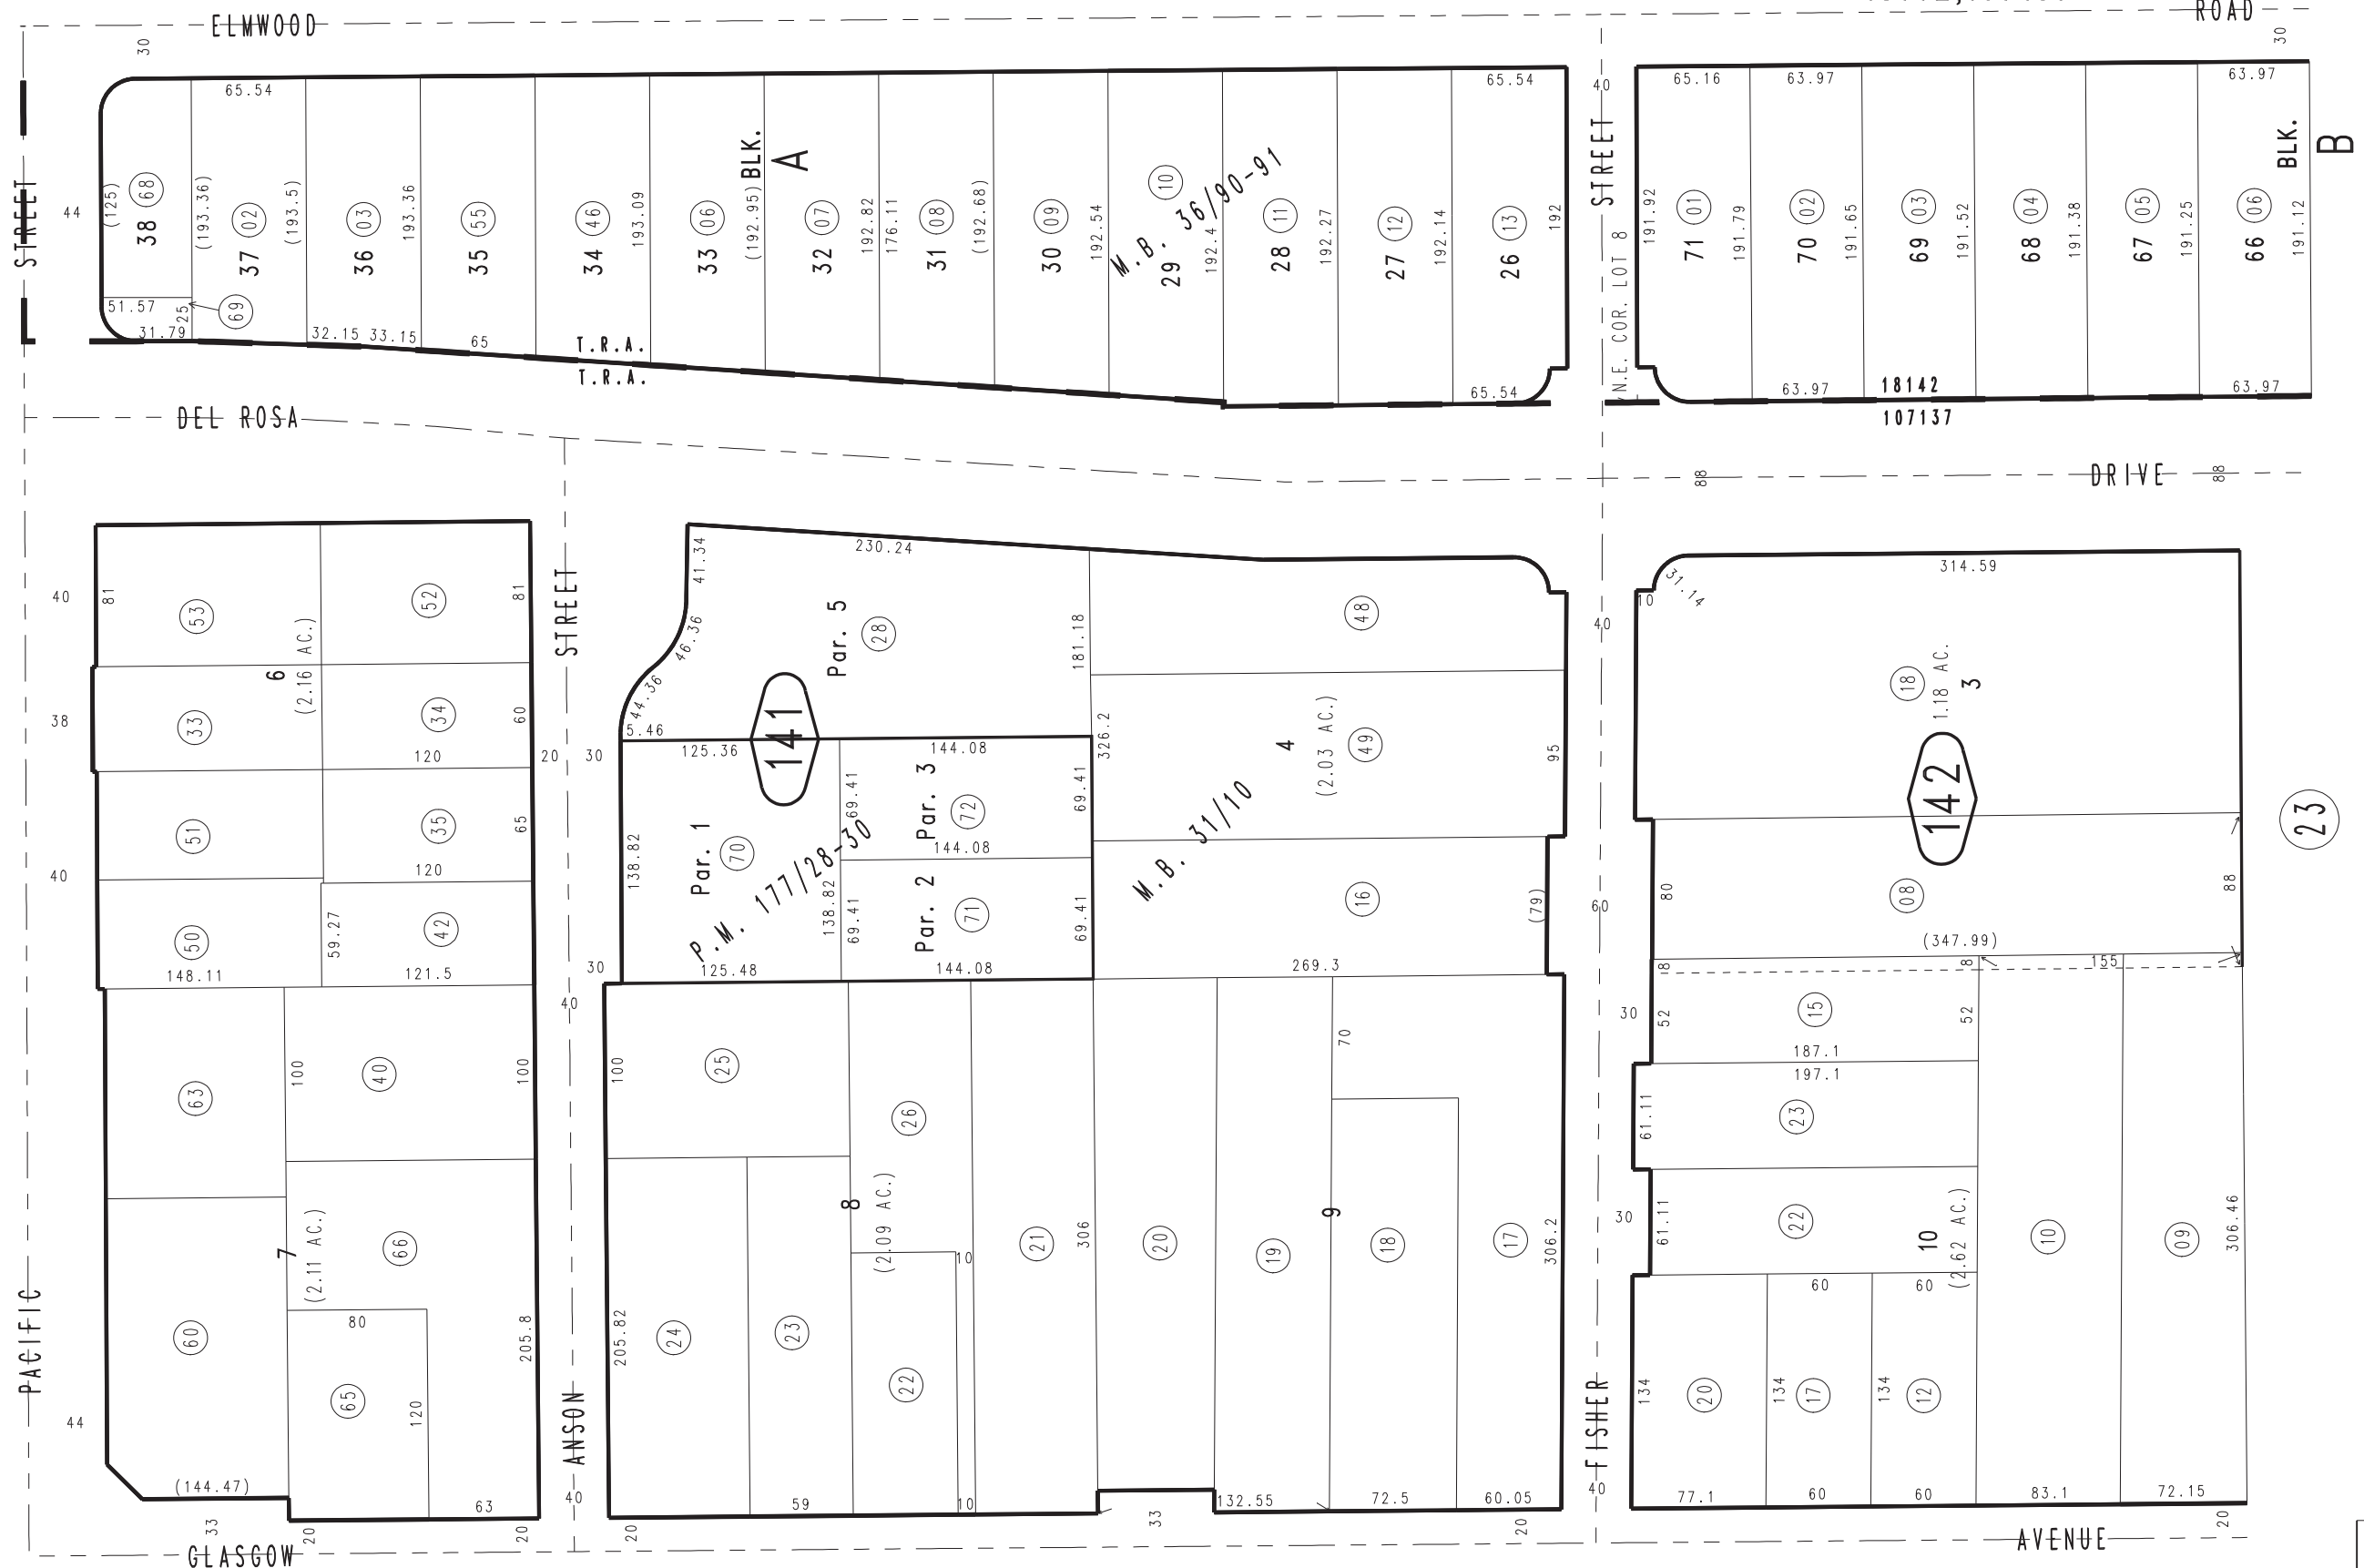 ELMWOOD ROAD
30 30
65.54 65.54 40 65.16 63.97 63.97
STREET 44 (125) 38 68 (193.36) 37 02 (193.5) 36 03 193.36 35 55 34 46 193.09 33 06 (192.95) BLK. A 32 07 192.82 176.11 31 08 (192.68) 30 09 192.54 29 10 192.4 M.B. 36/90-91 28 11 192.27 27 12 192.14 26 13 192
STREET N.E. COR. LOT 8 191.92 71 01 191.79 70 02 191.65 69 03 191.52 68 04 191.38 67 05 191.25 66 06 191.12 BLK. B
51.57 25 69
31.79 32.15 33.15 65 T.R.A.
T.R.A. 65.54 63.97 18142 63.97
107137
DEL ROSA DRIVE
88 88
40 81 53 52 81 STREET
6 (2.16 AC.)
38 33 34 60
120 20 30
51 35 65
40 120
50 59.27 42
148.11 121.5 30
40
63 100 40 100
7 (2.11 AC.) 66
60 80 205.8
65 120
PACIFIC 44 ANSON
(144.47) 63 40
33 20 20
41.34 230.24
46.36 Par. 5 28 181.18 48
44.36
5.46 141
125.36 144.08 326.2 4 (2.03 AC.) 49 95
138.82 Par. 1 70 69.41 Par. 3 72 69.41
144.08
P.M. 177/28-30 138.82 69.41 Par. 2 71 69.41 M.B. 31/10 16 (79)
125.48 144.08 269.3
100 25 70
26
8 (2.09 AC.) 9
10 21 306 20 19 18 17 306.2
205.82 24 23 22
59 10 132.55 72.5 60.05
20 33 20
40 10 31.14 314.59
18 1.18 AC. 3
142 23
60 80 08 88
(347.99)
8 8 155
30 52 15 52
187.1
197.1
61.11 23
30 61.11 22 10 (2.62 AC.) 10 09 306.46
60 60
FISHER 134 20 134 17 134 12
40 77.1 60 60 83.1 72.15
20
GLASGOW AVENUE